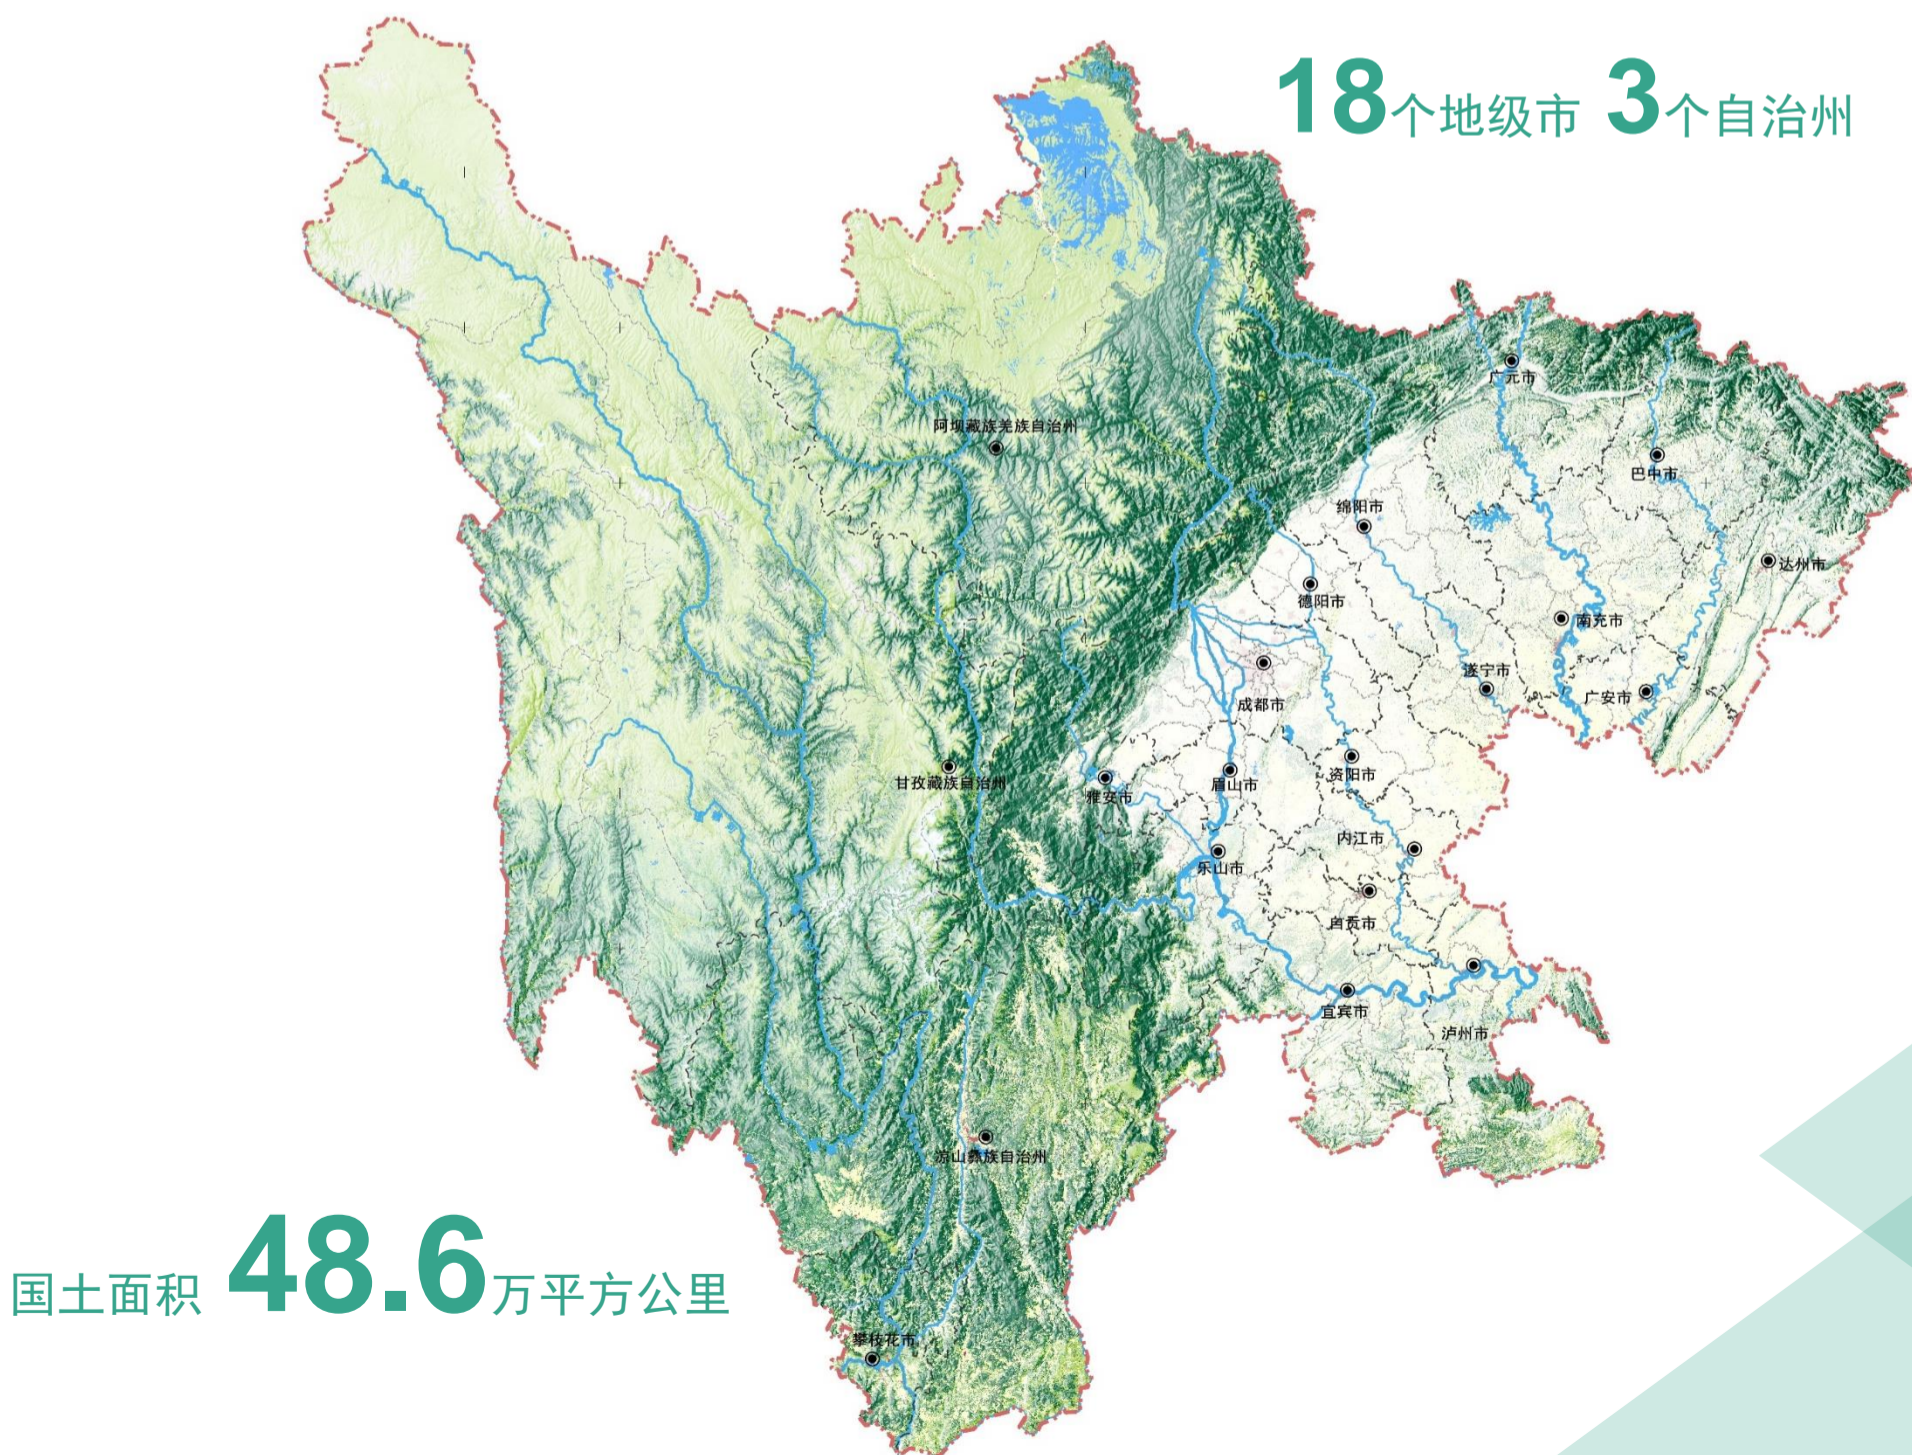 18个地级市 3个自治州
广元市
阿坝藏族羌族自治州
巴中市
绵阳市
达州市
德阳市
南充市
遂宁市
广安市
成都市
资阳市
甘孜藏族自治州
眉山市
雅安市
内江市
乐山市
自贡市
宜宾市
泸州市
凉山彝族自治州
国土面积 48.6万平方公里
攀枝花市